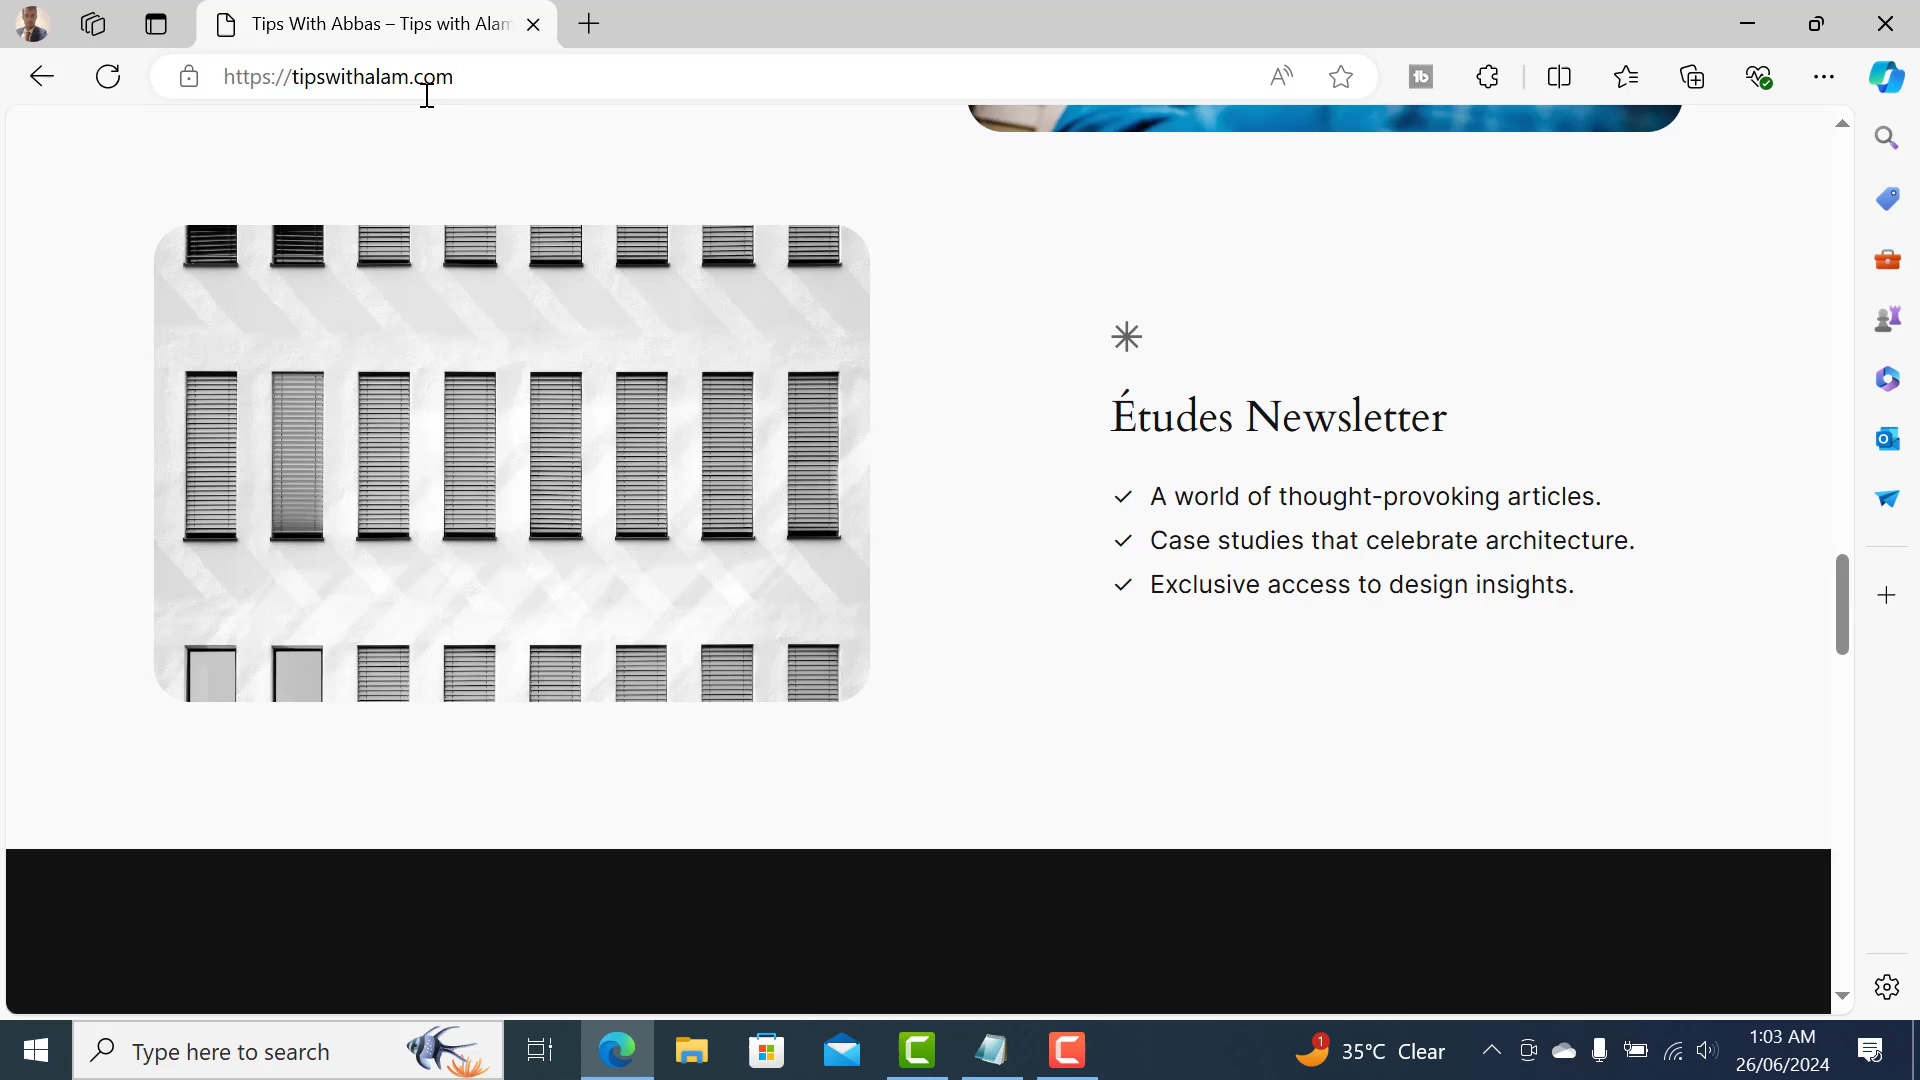 Tips With Abbas – Tips with Alam
https://tipswithalam.com
Études Newsletter
A world of thought-provoking articles.
Case studies that celebrate architecture.
Exclusive access to design insights.
Type here to search
1
35°C Clear
1:03 AM
26/06/2024